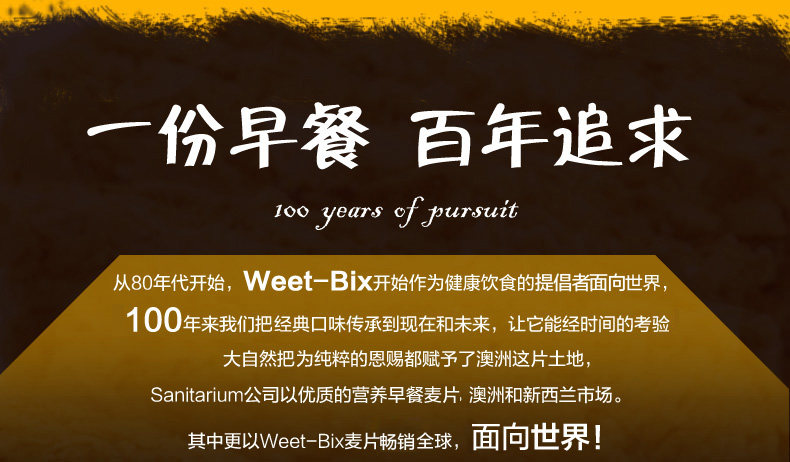 一份早餐 百年追求
100 years of pursuit
从80年代开始，Weet-Bix开始作为健康饮食的提倡者面向世界，
100年来我们把经典口味传承到现在和未来，让它能经时间的考验
大自然把为纯粹的恩赐都赋予了澳洲这片土地，
Sanitarium公司以优质的营养早餐麦片，澳洲和新西兰市场。
其中更以Weet-Bix麦片畅销全球，面向世界！